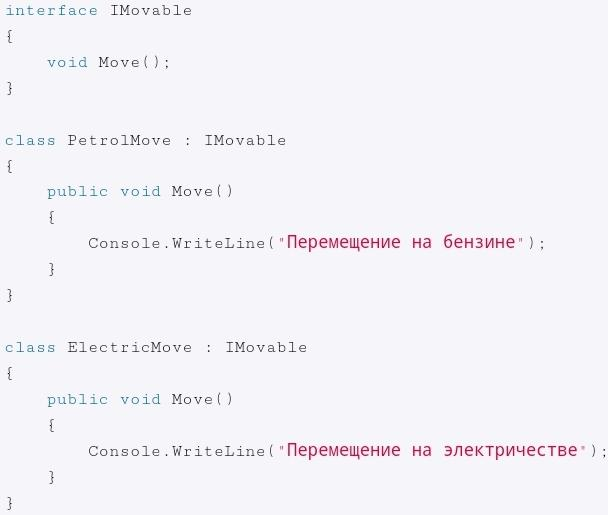 interface IMovable
{
    void Move();
}

class PetrolMove : IMovable
{
    public void Move()
    {
        Console.WriteLine("Перемещение на бензине");
    }
}

class ElectricMove : IMovable
{
    public void Move()
    {
        Console.WriteLine("Перемещение на электричестве");
    }
}